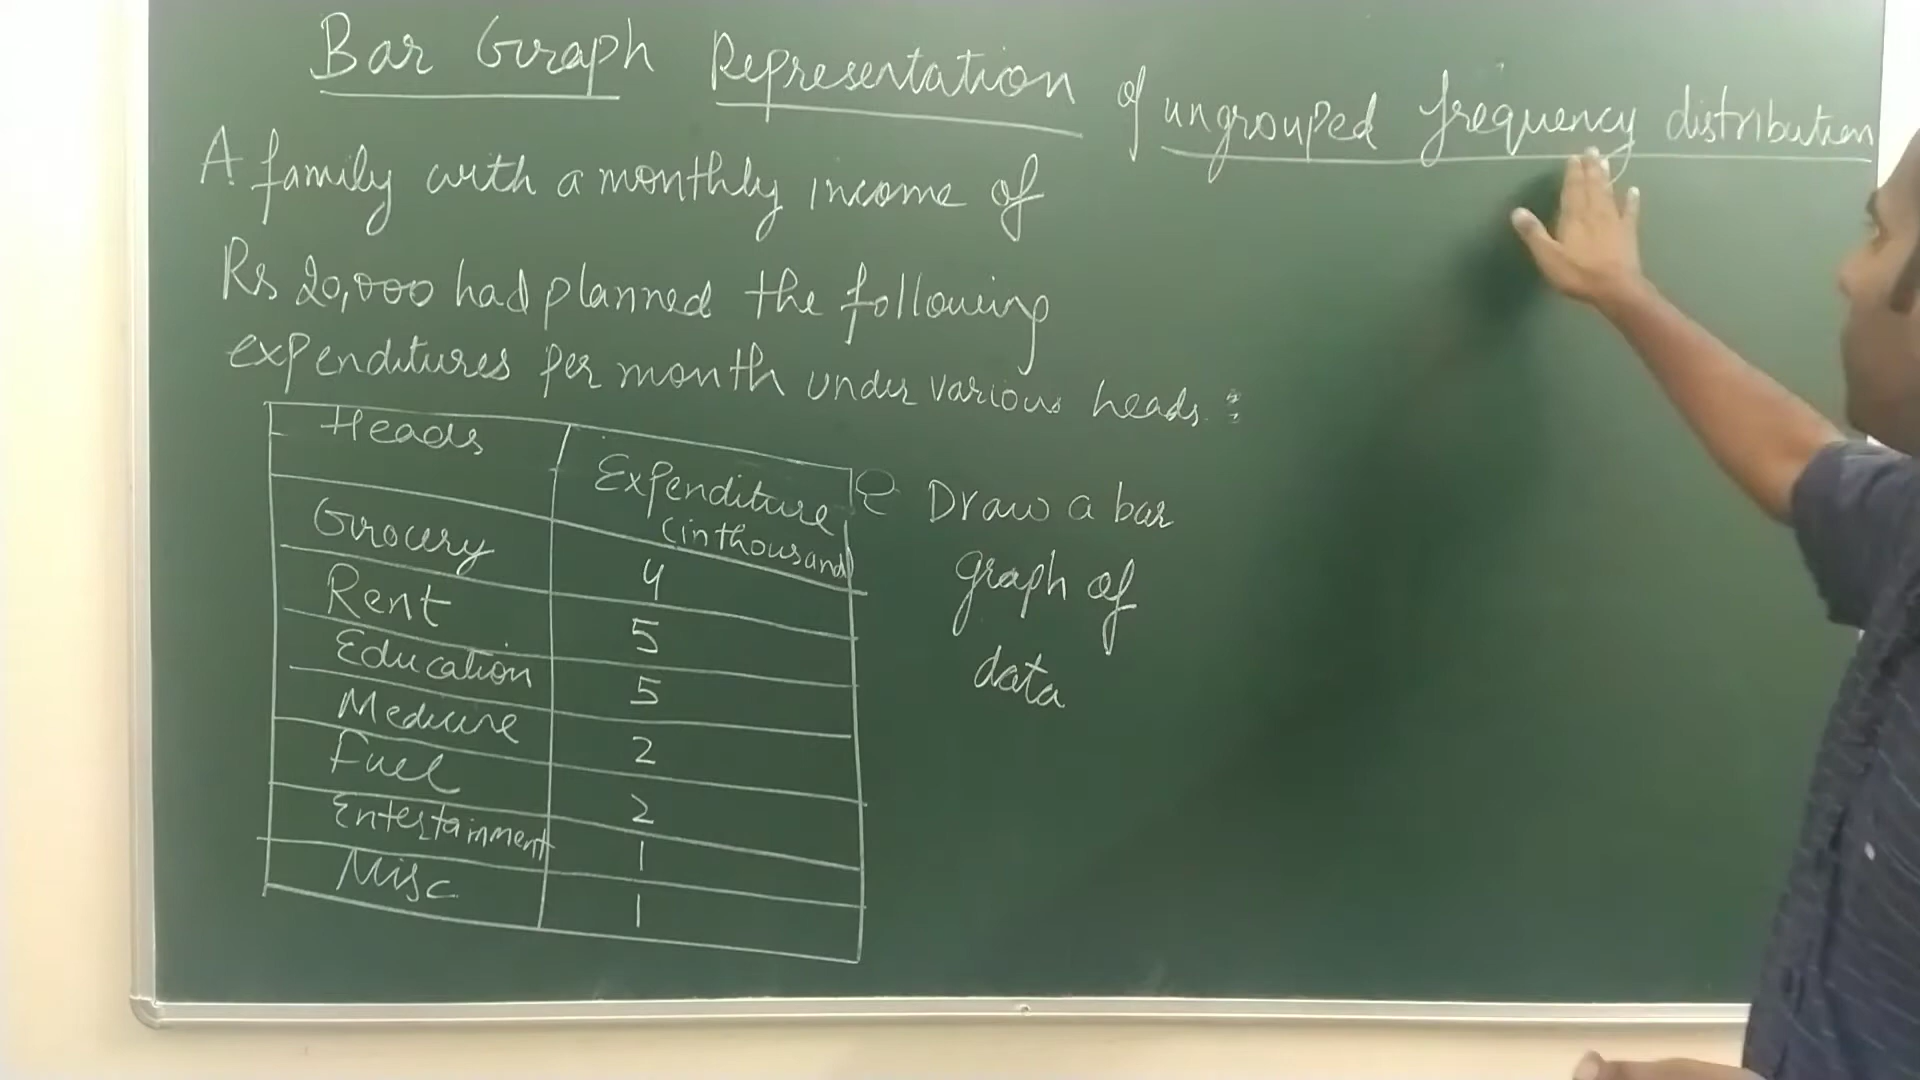 Bar Graph Representation of ungrouped frequency distribution
A family with a monthly income of
Rs 20,000 had planned the following
expenditures per month under various heads :
Heads Expenditure
(in thousand)
Grocery 4
Rent 5
Education 5
Medicine 2
Fuel 2
Entertainment 1
Misc 1
Draw a bar
graph of
data